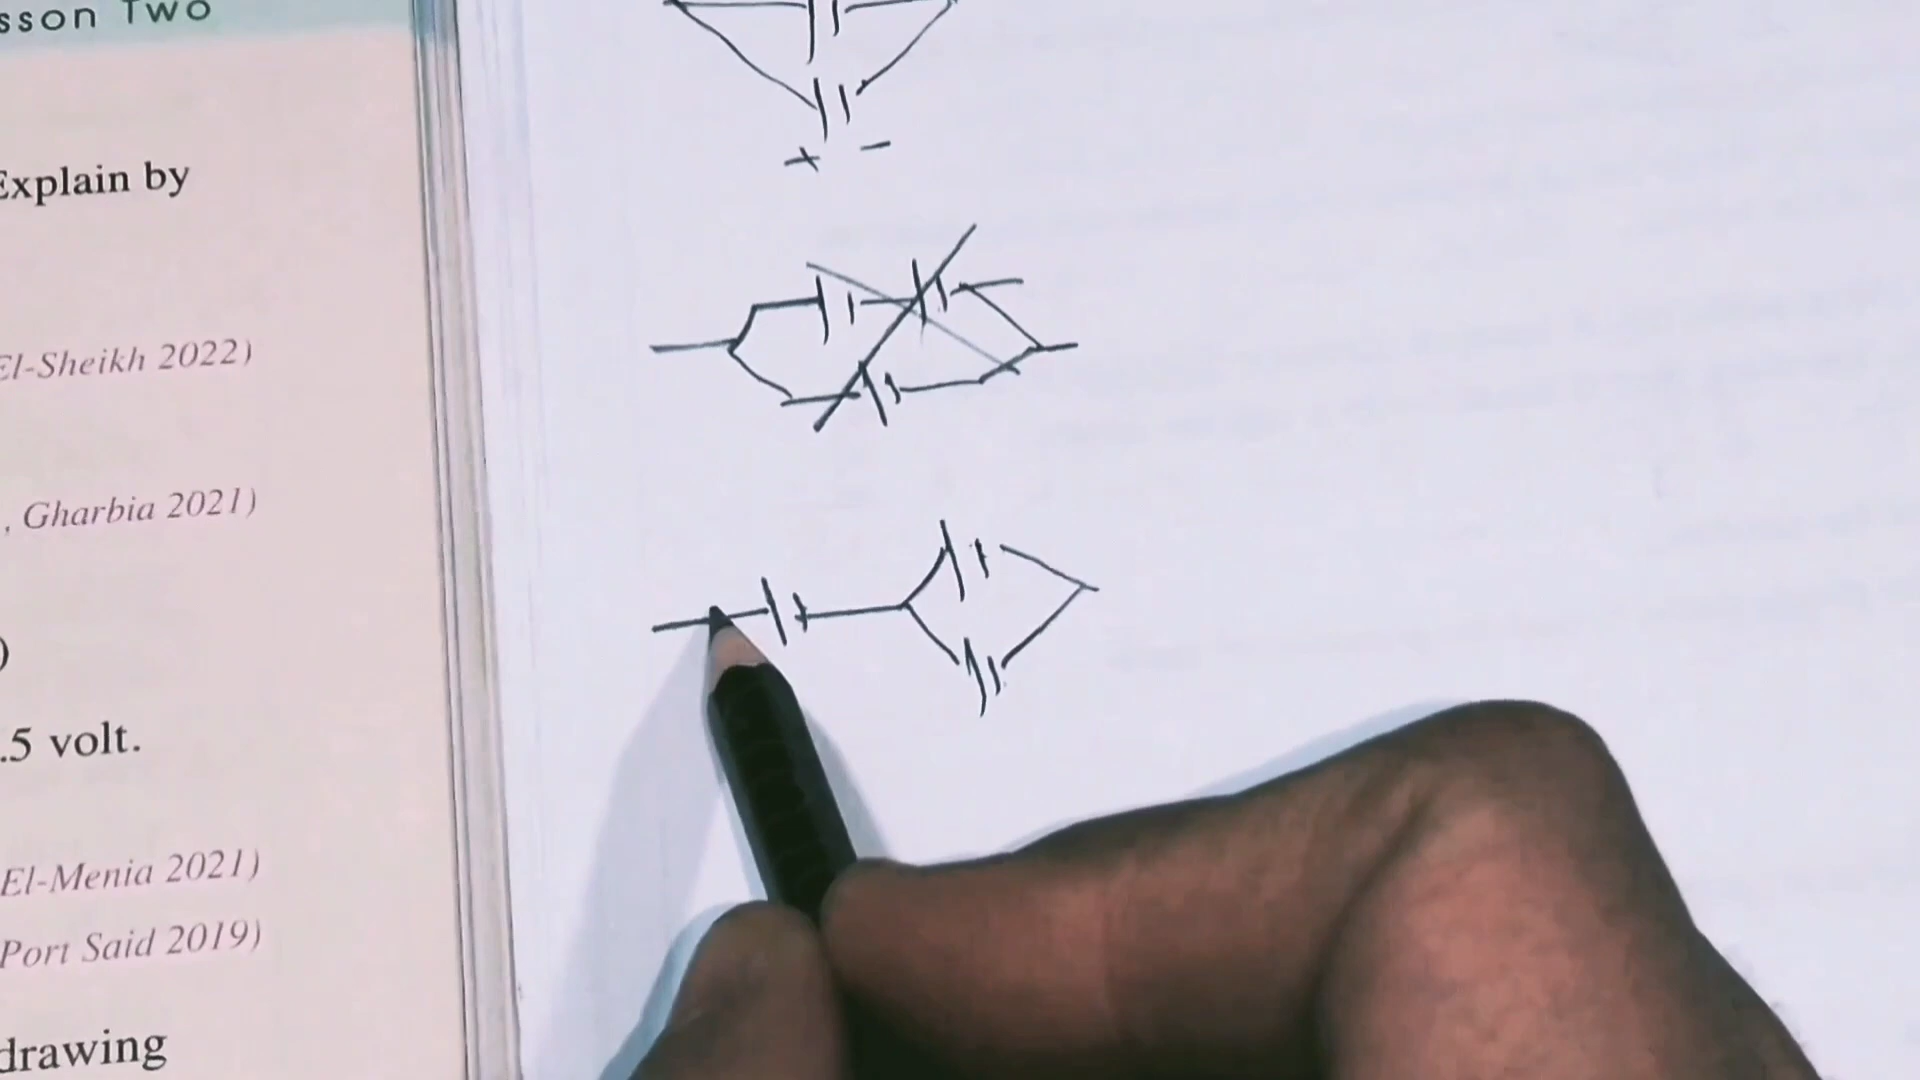 sson Two
Explain by
El-Sheikh 2022)
, Gharbia 2021)
)
.5 volt.
El-Menia 2021)
Port Said 2019)
drawing
+ -